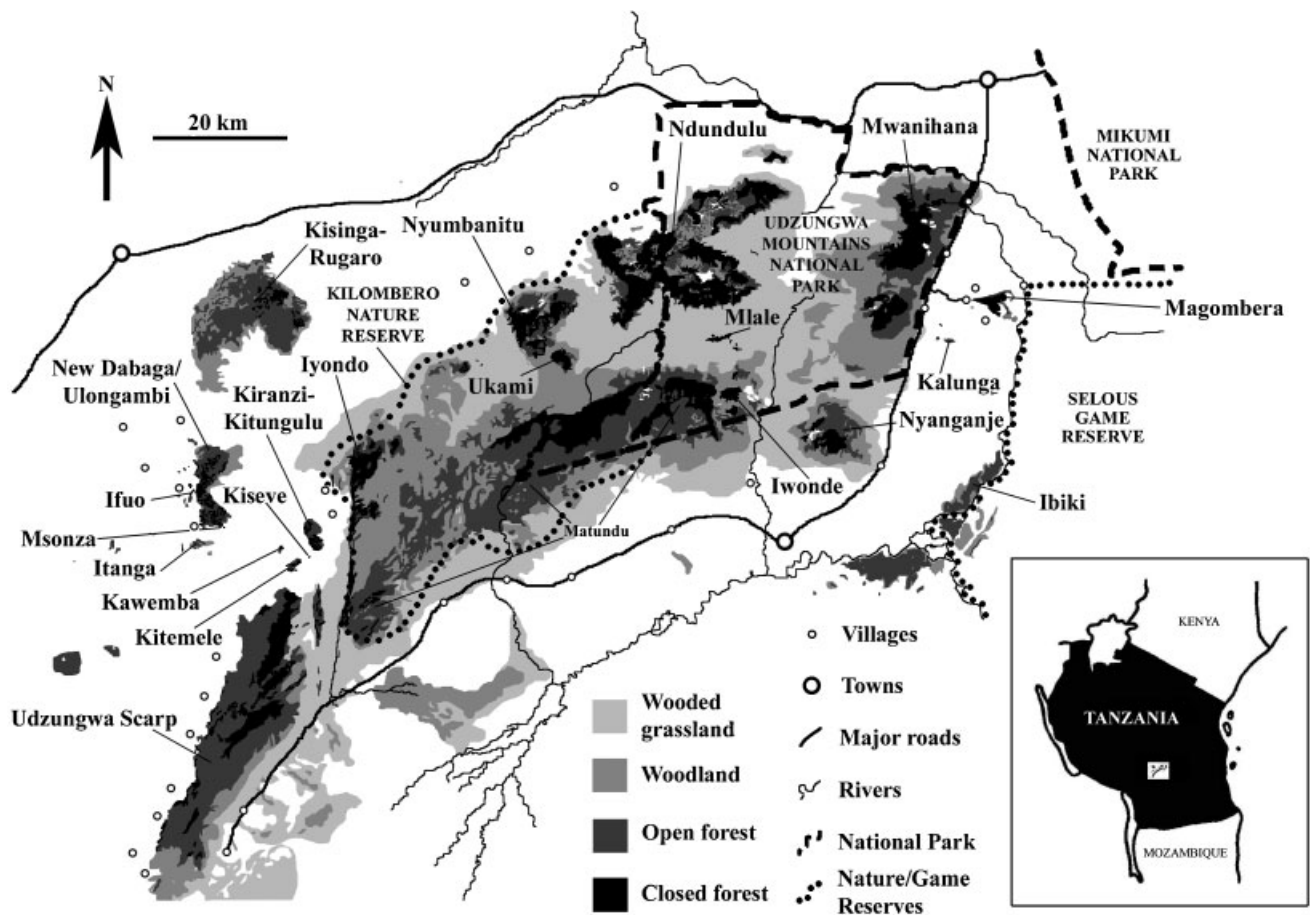 N
20 km
Ndundulu
Mwanihana
MIKUMI
NATIONAL
PARK
Kisinga-
Rugaro
Nyumbanitu
UDZUNGWA
MOUNTAINS
NATIONAL
PARK
KILOMBERO
NATURE
RESERVE
Magombera
Mlale
New Dabaga/
Ulongambi
Iyondo
Kiranzi-
Kitungulu
Ukami
Kalunga
SELOUS
GAME
RESERVE
Nyanganje
Ifuo
Kiseve
Iwonde
Ibiki
Msonza
Matundu
Itanga
Kawemba
Kitemele
Udzungwa Scarp
Wooded
grassland
Woodland
Open forest
Closed forest
Villages
Towns
Major roads
Rivers
National Park
Nature/Game
Reserves
KENYA
TANZANIA
MOZAMBIQUE